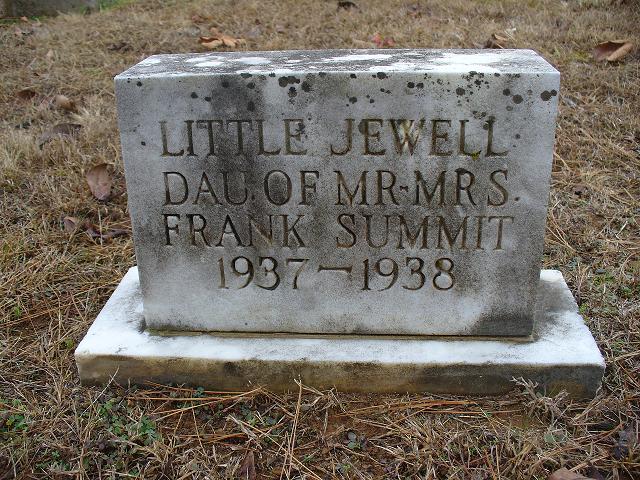 LITTLE JEWELL
DAU. OF MR-MRS.
FRANK SUMMIT
1937-1938